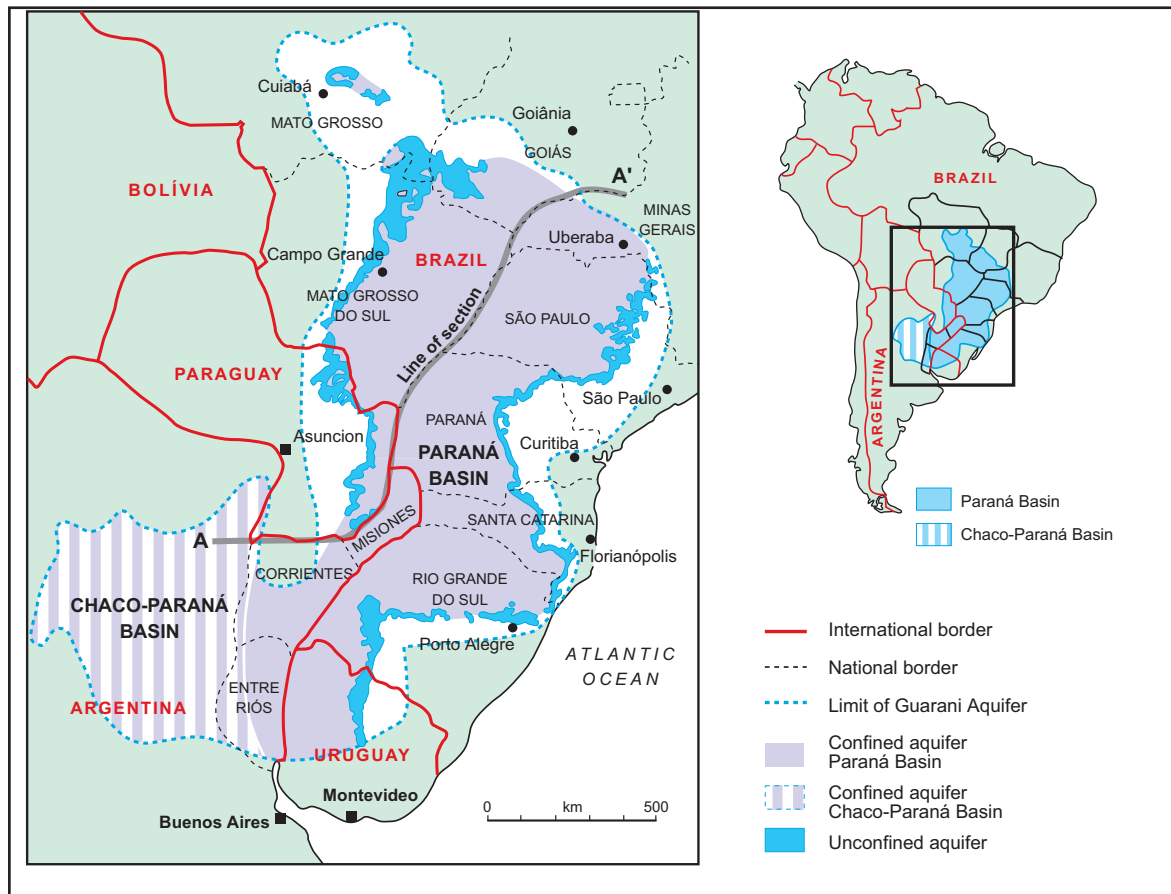 Cuiabá
MATO GROSSO
Goiânia
GOIÁS
BOLÍVIA
A'
MINAS
GERAIS
Uberaba
Campo Grande
BRAZIL
MATO GROSSO
DO SUL
Line of section
SÃO PAULO
PARAGUAY
São Paulo
PARANÁ
Asuncion
Curitiba
PARANÁ
BASIN
A
MISIONES
SANTA CATARINA
Florianópolis
CORRIENTES
RIO GRANDE
DO SUL
CHACO-PARANÁ
BASIN
Porto Alegre
ATLANTIC
OCEAN
ENTRE
RIÓS
ARGENTINA
URUGUAY
Montevideo
Buenos Aires
0 km 500
BRAZIL
ARGENTINA
Paraná Basin
Chaco-Paraná Basin
International border
National border
Limit of Guarani Aquifer
Confined aquifer
Paraná Basin
Confined aquifer
Chaco-Paraná Basin
Unconfined aquifer